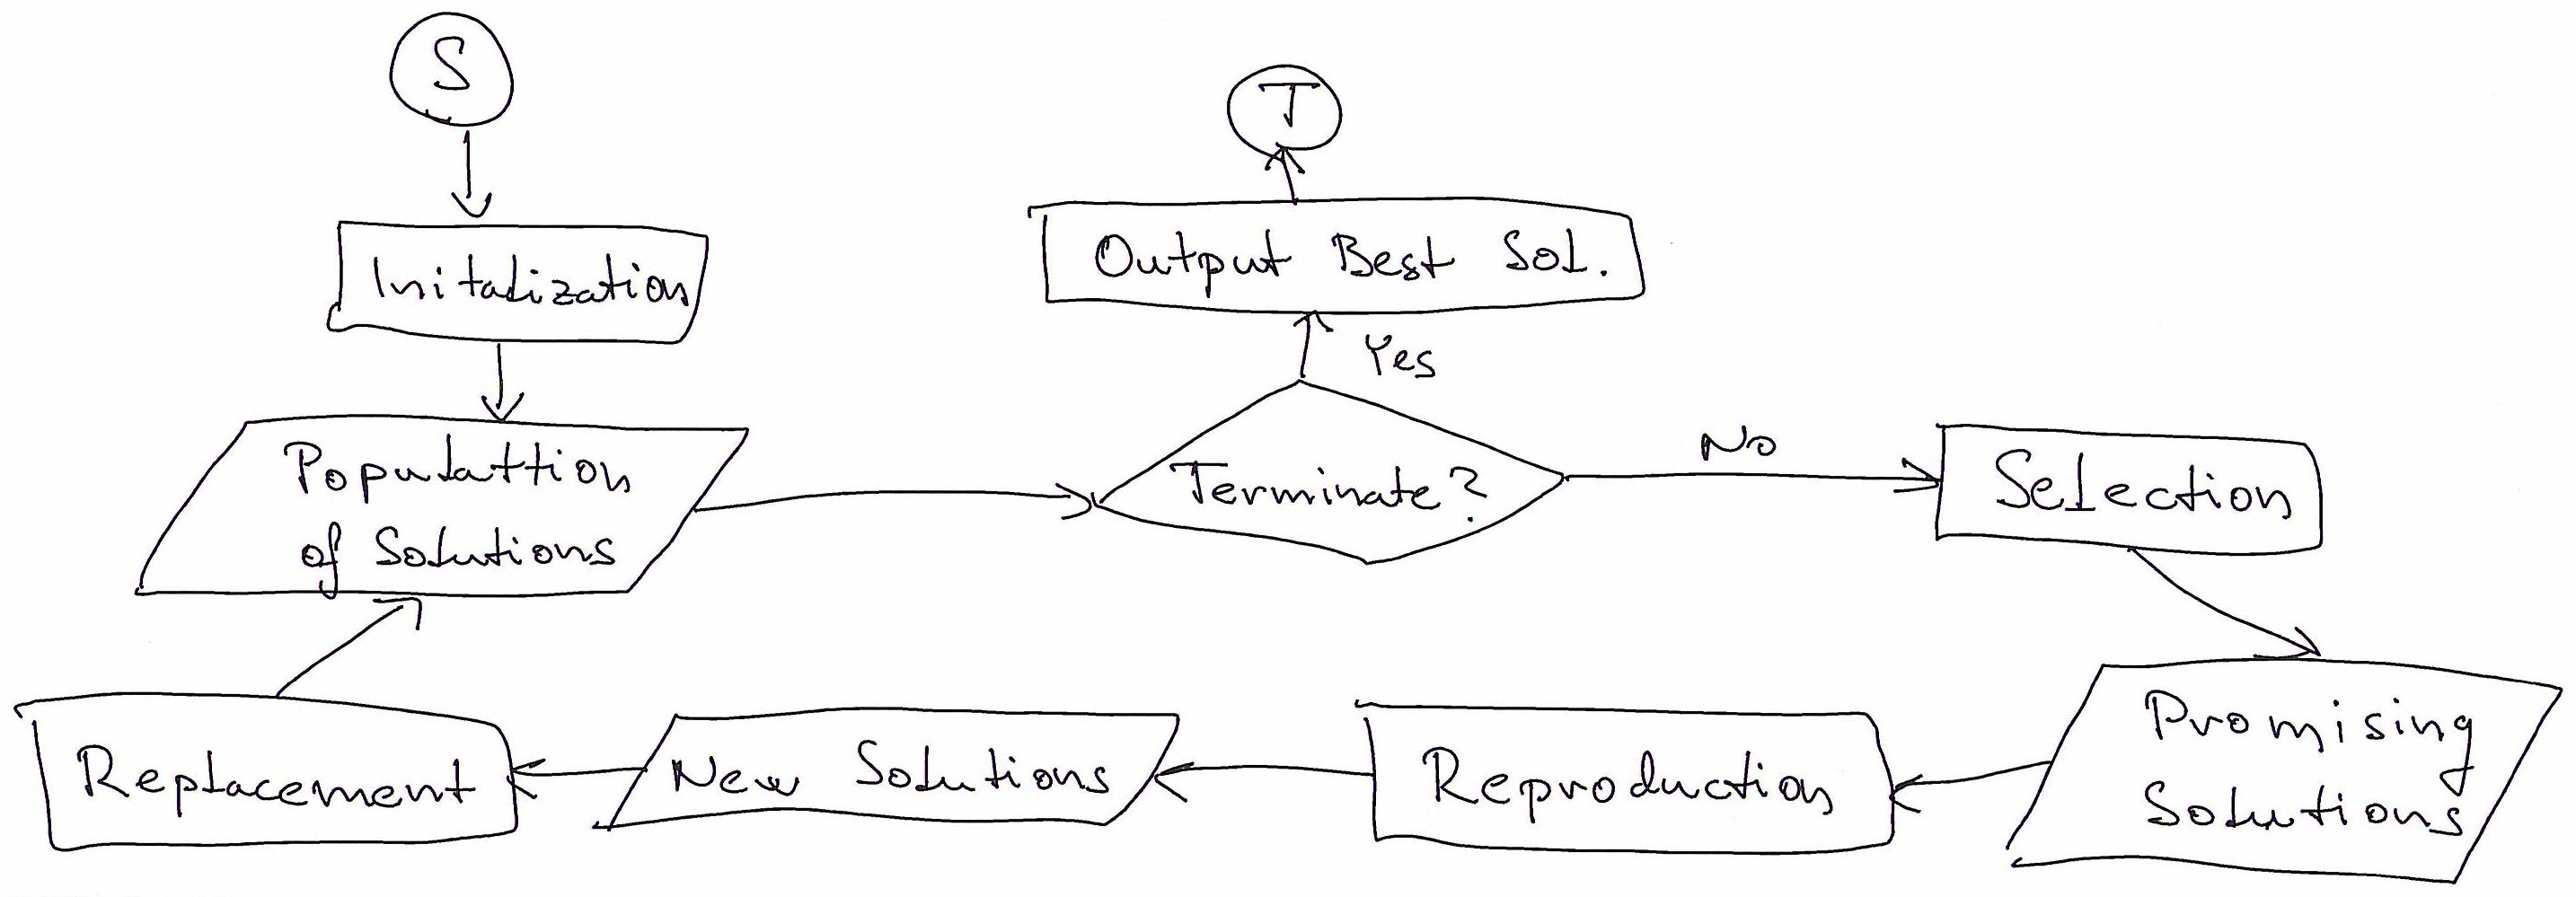 S
T
Initalization
Output Best Sol.
Yes
Populattion
of Solutions
Terminate?
No
Selection
Replacement
New Solutions
Reproduction
Promising
Solutions